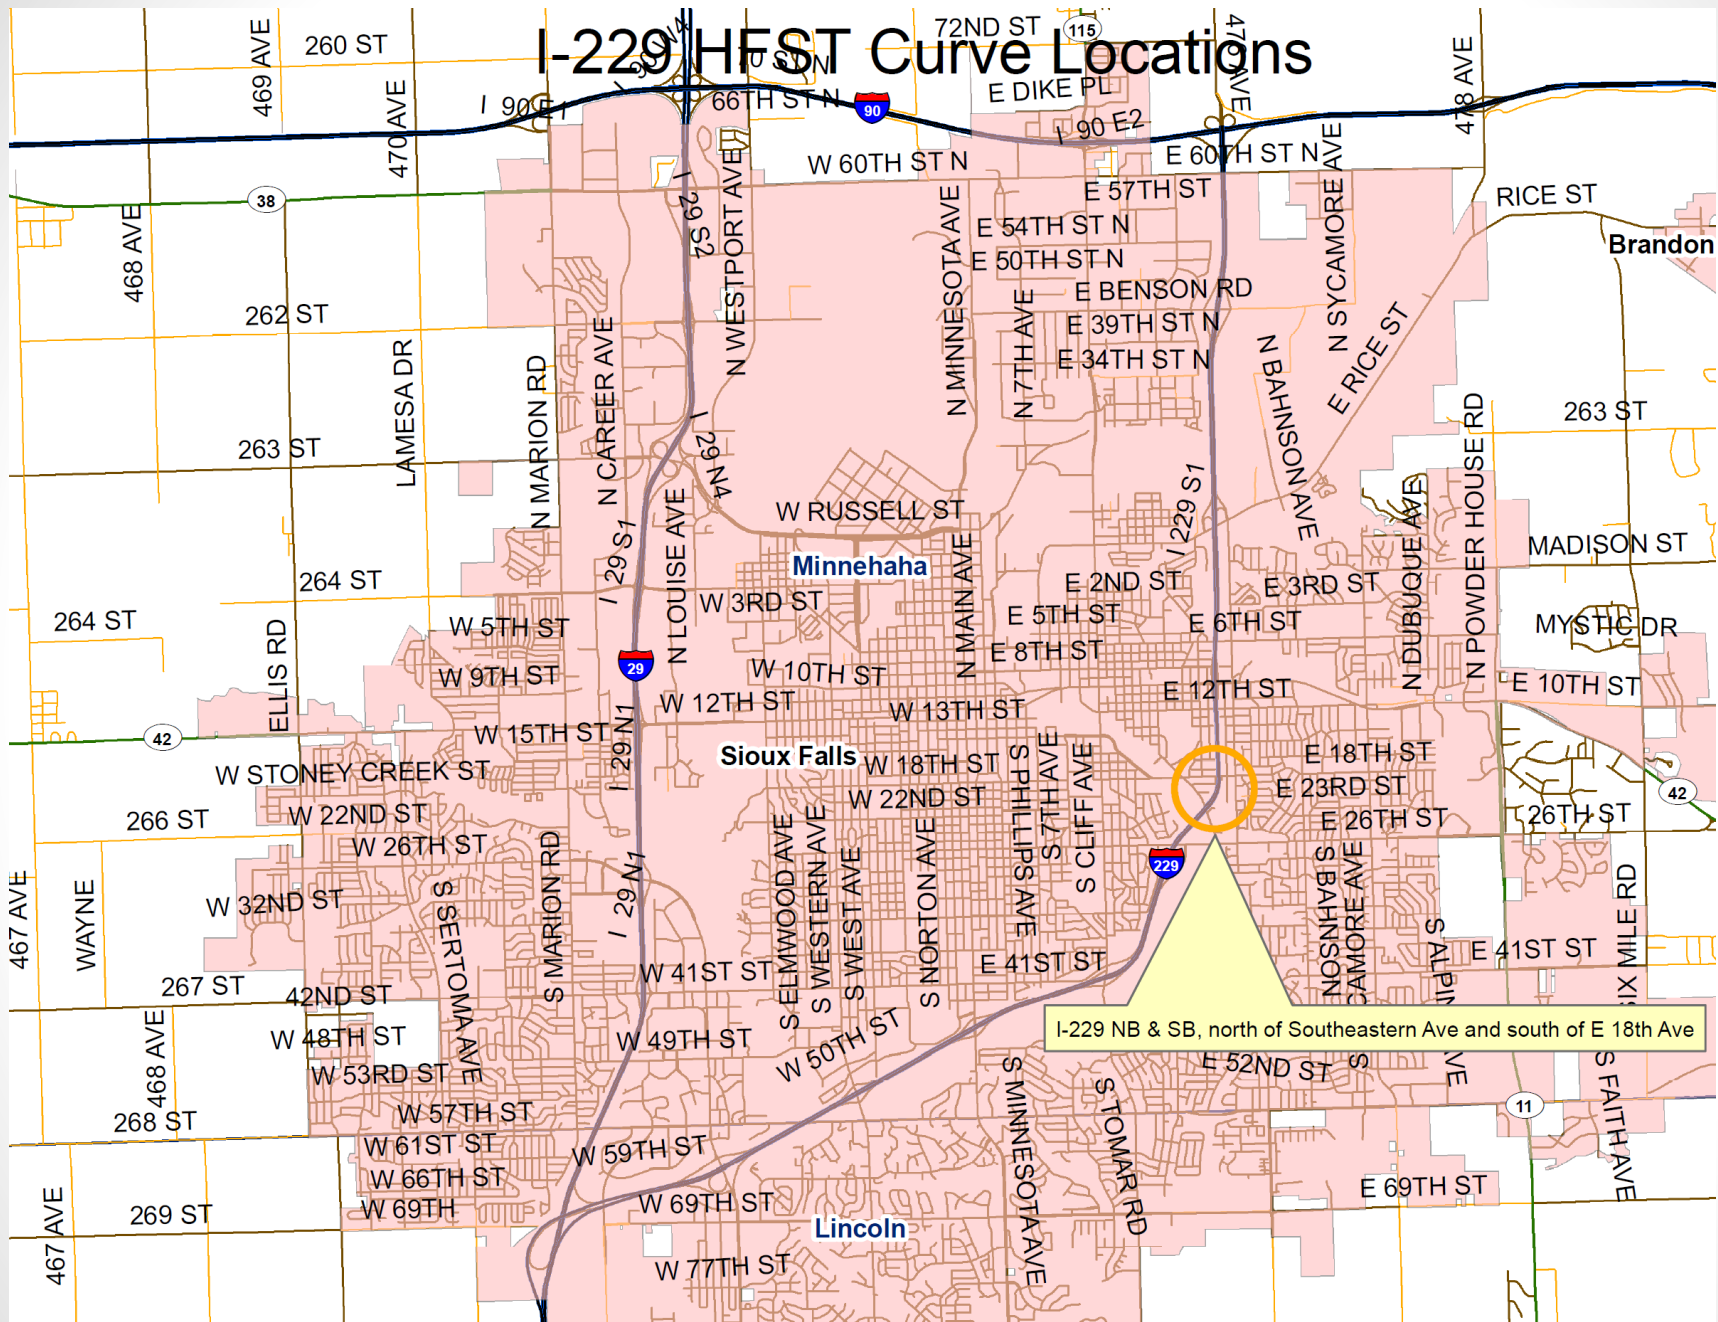 I-229 HFST Curve Locations
72ND ST
115
260 ST
469 AVE
470 AVE
I 90 W4
70 ST N
66TH ST N
90
E DIKE PL
478 AVE
I 90 E1
I 90 E2
W 60TH ST N
E 60TH ST N
38
468 AVE
I 29 S2
N WESTPORT AVE
N MINNESOTA AVE
E 57TH ST
E 54TH ST N
E 50TH ST N
E BENSON RD
E 39TH ST N
E 34TH ST N
N SYCAMORE AVE
RICE ST
Brandon
262 ST
LAMESA DR
N MARION RD
N CAREER AVE
N 7TH AVE
N BAHNSON AVE
E RICE ST
263 ST
263 ST
I 29 N4
N LOUISE AVE
I 29 S1
W RUSSELL ST
I 229 S1
N DUBUQUE AVE
N POWDER HOUSE RD
MADISON ST
Minnehaha
264 ST
264 ST
W 3RD ST
N MAIN AVE
E 2ND ST
E 3RD ST
E 5TH ST
E 6TH ST
E 8TH ST
MYSTIC DR
W 5TH ST
W 9TH ST
29
W 10TH ST
W 12TH ST
W 13TH ST
E 12TH ST
E 10TH ST
ELLIS RD
42
W 15TH ST
I 29 N1
Sioux Falls
W 18TH ST
E 18TH ST
W STONEY CREEK ST
W 22ND ST
W 22ND ST
E 23RD ST
E 26TH ST
26TH ST
42
266 ST
W 26TH ST
S PHILLIPS AVE
S 7TH AVE
S CLIFF AVE
229
467 AVE
WAYNE
W 32ND ST
S SERTOMA AVE
S MARION RD
I 29 N1
S ELMWOOD AVE
S WESTERN AVE
S WEST AVE
S NORTON AVE
E 41ST ST
E 41ST ST
W 41ST ST
267 ST
42ND ST
468 AVE
W 48TH ST
W 49TH ST
W 50TH ST
I-229 NB & SB, north of Southeastern Ave and south of E 18th Ave
W 53RD ST
E 52ND ST
S MINNESOTA AVE
S TOMAR RD
S FAITH AVE
11
268 ST
W 57TH ST
W 61ST ST
W 59TH ST
W 66TH ST
W 69TH
W 69TH ST
E 69TH ST
467 AVE
269 ST
Lincoln
W 77TH ST